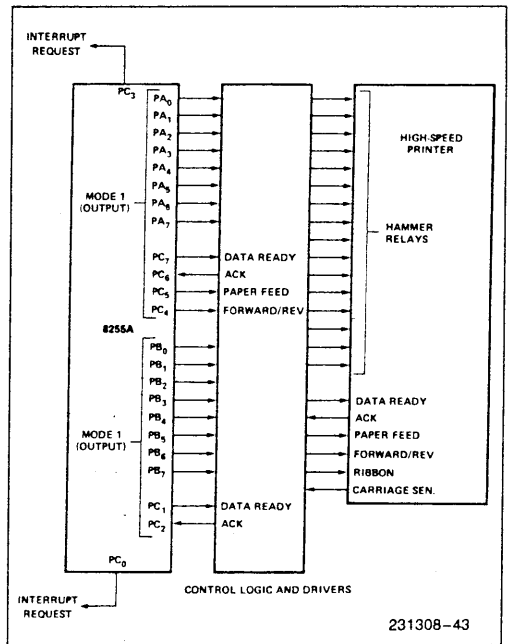 INTERRUPT
REQUEST
PC3
PA0
PA1
PA2
PA3
PA4
PA5
PA6
PA7
MODE 1
(OUTPUT)
PC7
PC6
PC5
PC4
DATA READY
ACK
PAPER FEED
FORWARD/REV
8255A
PB0
PB1
PB2
PB3
PB4
PB5
PB6
PB7
MODE 1
(OUTPUT)
PC1
PC2
DATA READY
ACK
PC0
INTERRUPT
REQUEST
CONTROL LOGIC AND DRIVERS
HIGH-SPEED
PRINTER
HAMMER
RELAYS
DATA READY
ACK
PAPER FEED
FORWARD/REV
RIBBON
CARRIAGE SEN.
231308-43